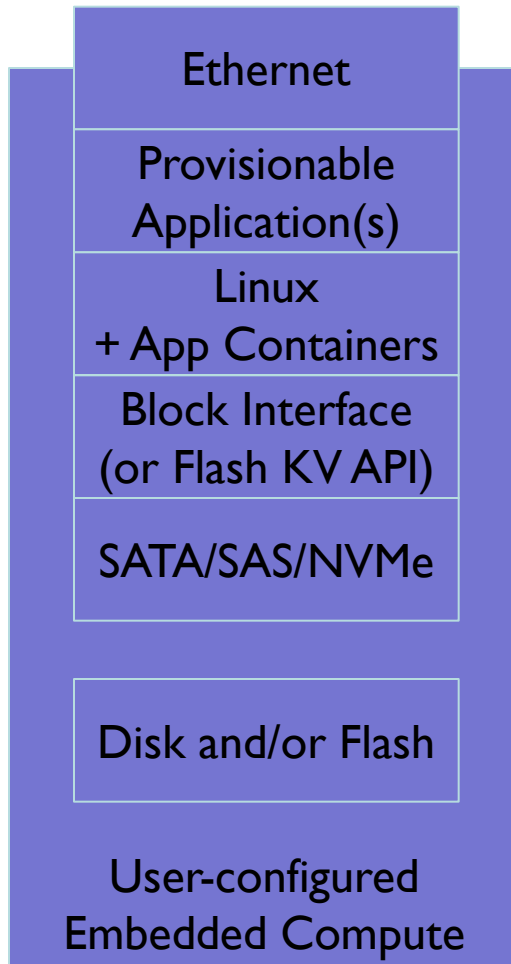 Ethernet
Provisionable
Application(s)
Linux
+ App Containers
Block Interface
(or Flash KV API)
SATA/SAS/NVMe
Disk and/or Flash
User-configured
Embedded Compute